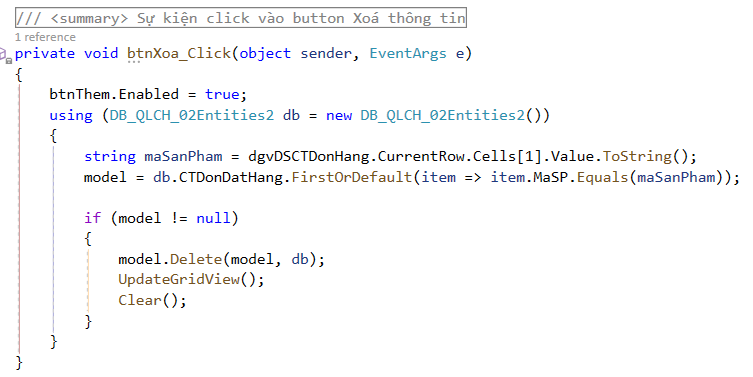 /// <summary> Sự kiện click vào button Xoá thông tin
1 reference
private void btnXoa_Click(object sender, EventArgs e)
{
    btnThem.Enabled = true;
    using (DB_QLCH_02Entities2 db = new DB_QLCH_02Entities2())
    {
        string maSanPham = dgvDSCTDonHang.CurrentRow.Cells[1].Value.ToString();
        model = db.CTDonDatHang.FirstOrDefault(item => item.MaSP.Equals(maSanPham));
        if (model != null)
        {
            model.Delete(model, db);
            UpdateGridView();
            Clear();
        }
    }
}